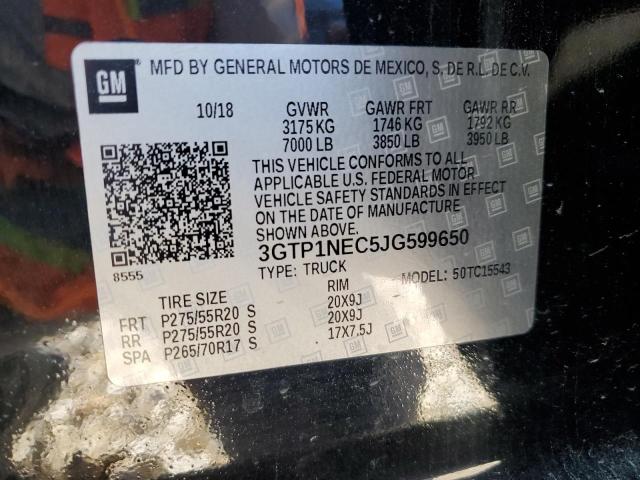 GM
MFD BY GENERAL MOTORS DE MEXICO, S. DE R.L. DE C.V.
10/18 GVWR GAWR FRT GAWR RR
3175 KG 1746 KG 1792 KG
7000 LB 3850 LB 3950 LB
THIS VEHICLE CONFORMS TO ALL
APPLICABLE U.S. FEDERAL MOTOR
VEHICLE SAFETY STANDARDS IN EFFECT
ON THE DATE OF MANUFACTURE
SHOWN ABOVE.
3GTP1NEC5JG599650
8555
TYPE: TRUCK MODEL: 50TC15543
TIRE SIZE RIM
FRT P275/55R20 S 20X9J
RR P275/55R20 S 20X9J
SPA P265/70R17 S 17X7.5J